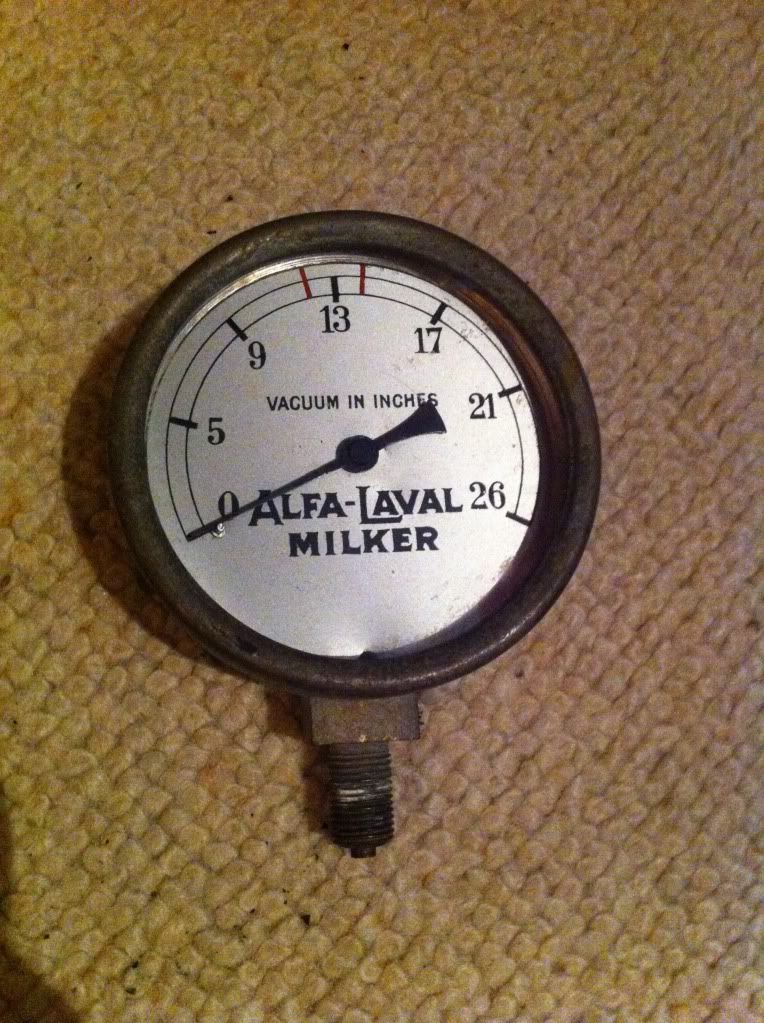 13
9
17
VACUUM IN INCHES
5
21
0
26
ALFA-LAVAL
MILKER